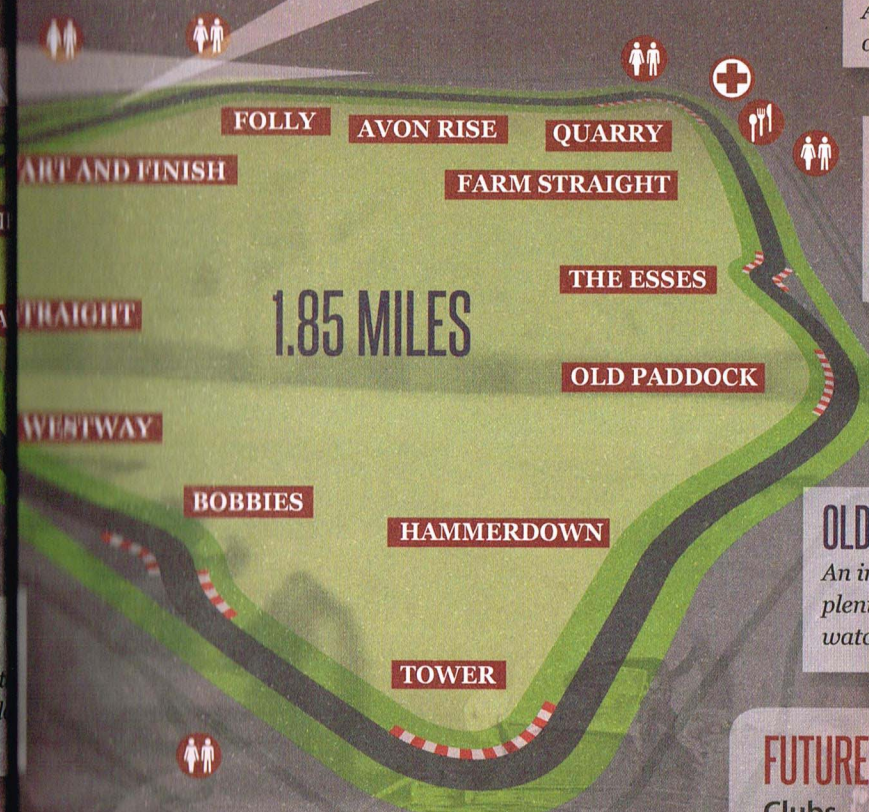 FOLLY
AVON RISE
QUARRY
ART AND FINISH
FARM STRAIGHT
THE ESSES
1.85 MILES
TRAIGHT
OLD PADDOCK
WESTWAY
BOBBIES
HAMMERDOWN
OLD
An in
plen
watc
TOWER
FUTURE
Clubs